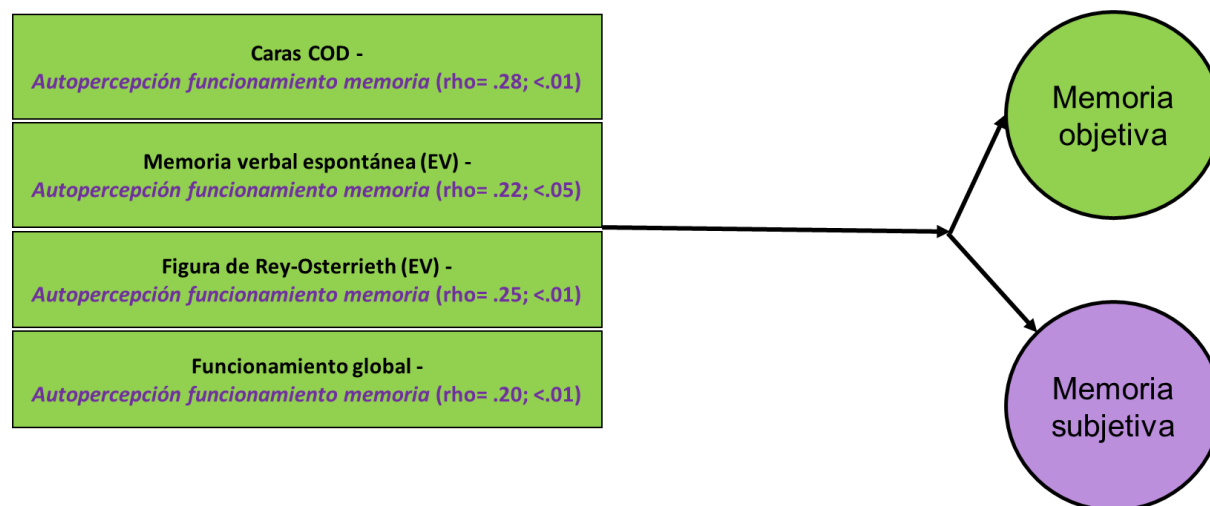 Caras COD -
Autopercepción funcionamiento memoria (rho= .28; <.01)
Memoria verbal espontánea (EV) -
Autopercepción funcionamiento memoria (rho= .22; <.05)
Figura de Rey-Osterrieth (EV) -
Autopercepción funcionamiento memoria (rho= .25; <.01)
Funcionamiento global -
Autopercepción funcionamiento memoria (rho= .20; <.01)
Memoria
objetiva
Memoria
subjetiva